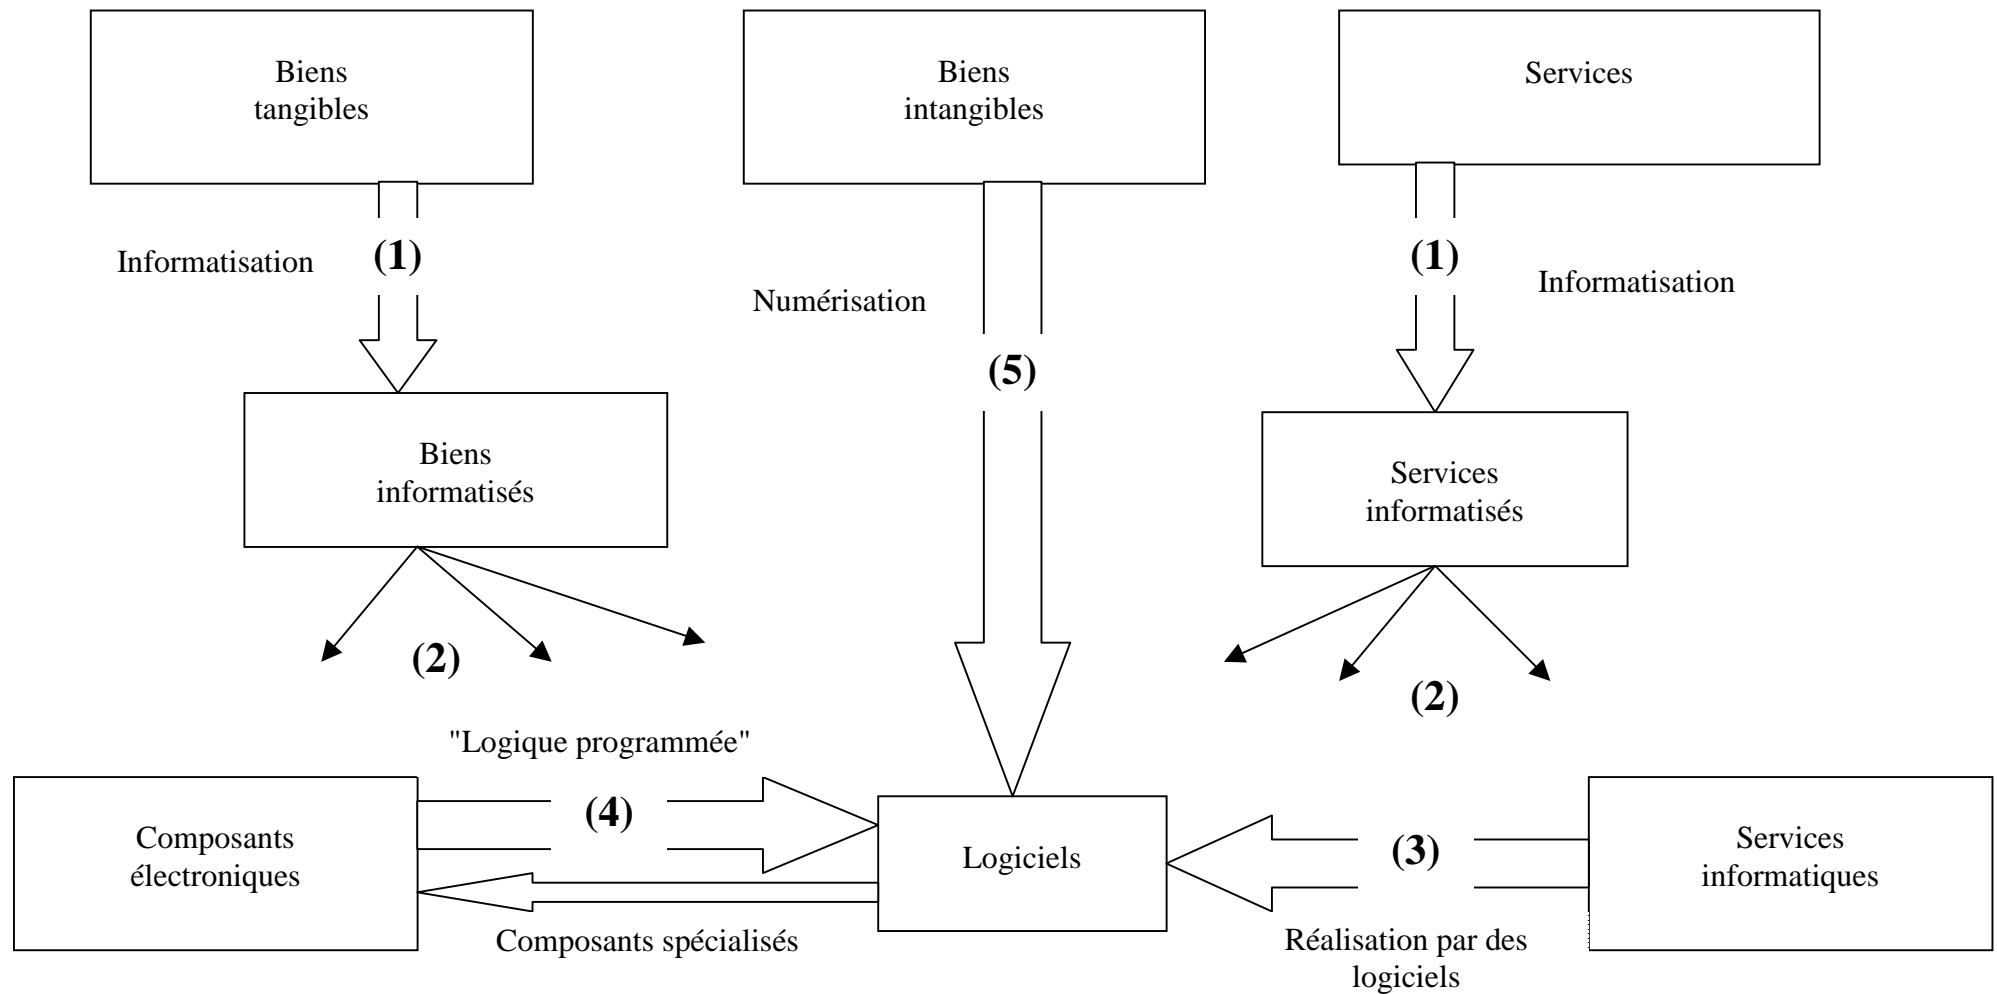 Biens
tangibles
Biens
intangibles
Services
Informatisation
(1)
Numérisation
(5)
(1)
Informatisation
Biens
informatisés
Services
informatisés
(2)
(2)
"Logique programmée"
Composants
électroniques
(4)
Logiciels
(3)
Services
informatiques
Composants spécialisés
Réalisation par des
logiciels